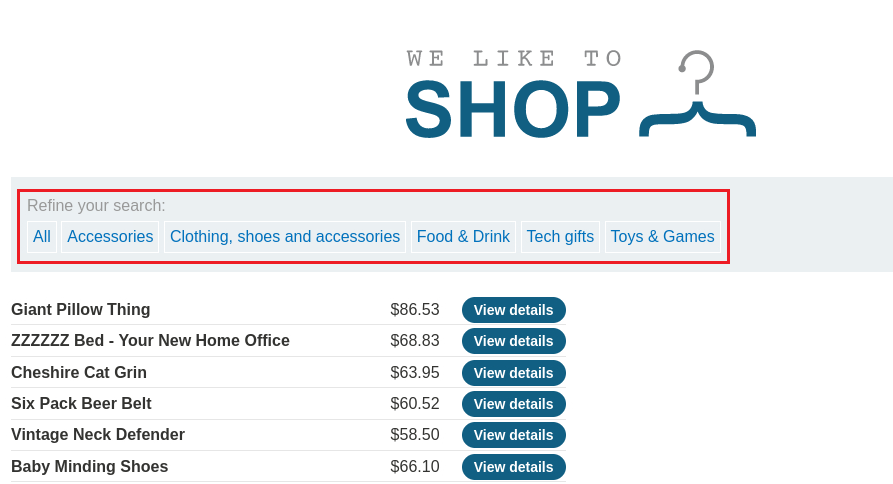 WE LIKE TO
SHOP
Refine your search:
All Accessories Clothing, shoes and accessories Food & Drink Tech gifts Toys & Games
Giant Pillow Thing $86.53 View details
ZZZZZZ Bed - Your New Home Office $68.83 View details
Cheshire Cat Grin $63.95 View details
Six Pack Beer Belt $60.52 View details
Vintage Neck Defender $58.50 View details
Baby Minding Shoes $66.10 View details